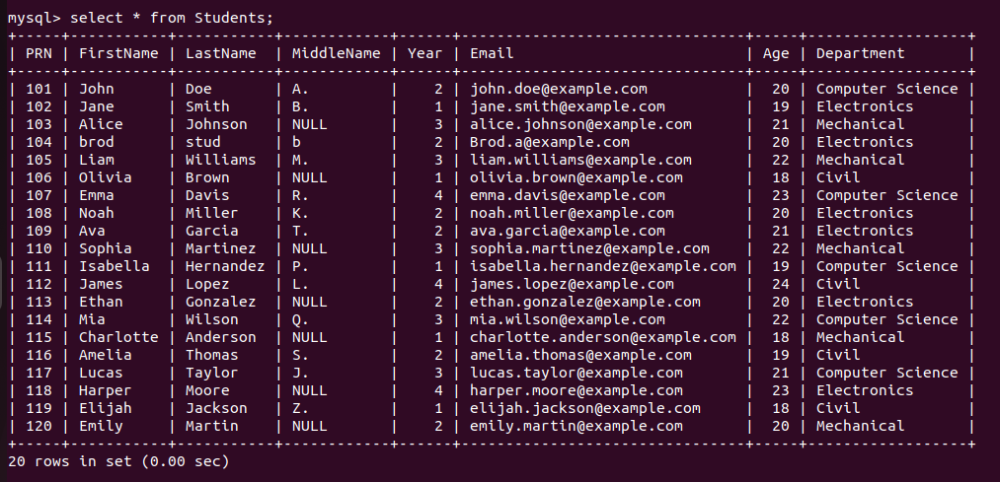 mysql> select * from Students;
+-----+-----------+-----------+------------+------+-------------------------------+-----+------------------+
| PRN | FirstName | LastName  | MiddleName | Year | Email                         | Age | Department       |
+-----+-----------+-----------+------------+------+-------------------------------+-----+------------------+
| 101 | John      | Doe       | A.         |    2 | john.doe@example.com          |  20 | Computer Science |
| 102 | Jane      | Smith     | B.         |    1 | jane.smith@example.com        |  19 | Electronics      |
| 103 | Alice     | Johnson   | NULL       |    3 | alice.johnson@example.com     |  21 | Mechanical       |
| 104 | brod      | stud      | b          |    2 | Brod.a@example.com            |  20 | Electronics      |
| 105 | Liam      | Williams  | M.         |    3 | liam.williams@example.com     |  22 | Mechanical       |
| 106 | Olivia    | Brown     | NULL       |    1 | olivia.brown@example.com      |  18 | Civil            |
| 107 | Emma      | Davis     | R.         |    4 | emma.davis@example.com        |  23 | Computer Science |
| 108 | Noah      | Miller    | K.         |    2 | noah.miller@example.com       |  20 | Electronics      |
| 109 | Ava       | Garcia    | T.         |    2 | ava.garcia@example.com        |  21 | Electronics      |
| 110 | Sophia    | Martinez  | NULL       |    3 | sophia.martinez@example.com   |  22 | Mechanical       |
| 111 | Isabella  | Hernandez | P.         |    1 | isabella.hernandez@example.com |  19 | Computer Science |
| 112 | James     | Lopez     | L.         |    4 | james.lopez@example.com       |  24 | Civil            |
| 113 | Ethan     | Gonzalez  | NULL       |    2 | ethan.gonzalez@example.com    |  20 | Electronics      |
| 114 | Mia       | Wilson    | Q.         |    3 | mia.wilson@example.com        |  22 | Computer Science |
| 115 | Charlotte | Anderson  | NULL       |    1 | charlotte.anderson@example.com |  18 | Mechanical       |
| 116 | Amelia    | Thomas    | S.         |    2 | amelia.thomas@example.com     |  19 | Civil            |
| 117 | Lucas     | Taylor    | J.         |    3 | lucas.taylor@example.com      |  21 | Computer Science |
| 118 | Harper    | Moore     | NULL       |    4 | harper.moore@example.com      |  23 | Electronics      |
| 119 | Elijah    | Jackson   | Z.         |    1 | elijah.jackson@example.com    |  18 | Civil            |
| 120 | Emily     | Martin    | NULL       |    2 | emily.martin@example.com      |  20 | Mechanical       |
+-----+-----------+-----------+------------+------+-------------------------------+-----+------------------+
20 rows in set (0.00 sec)